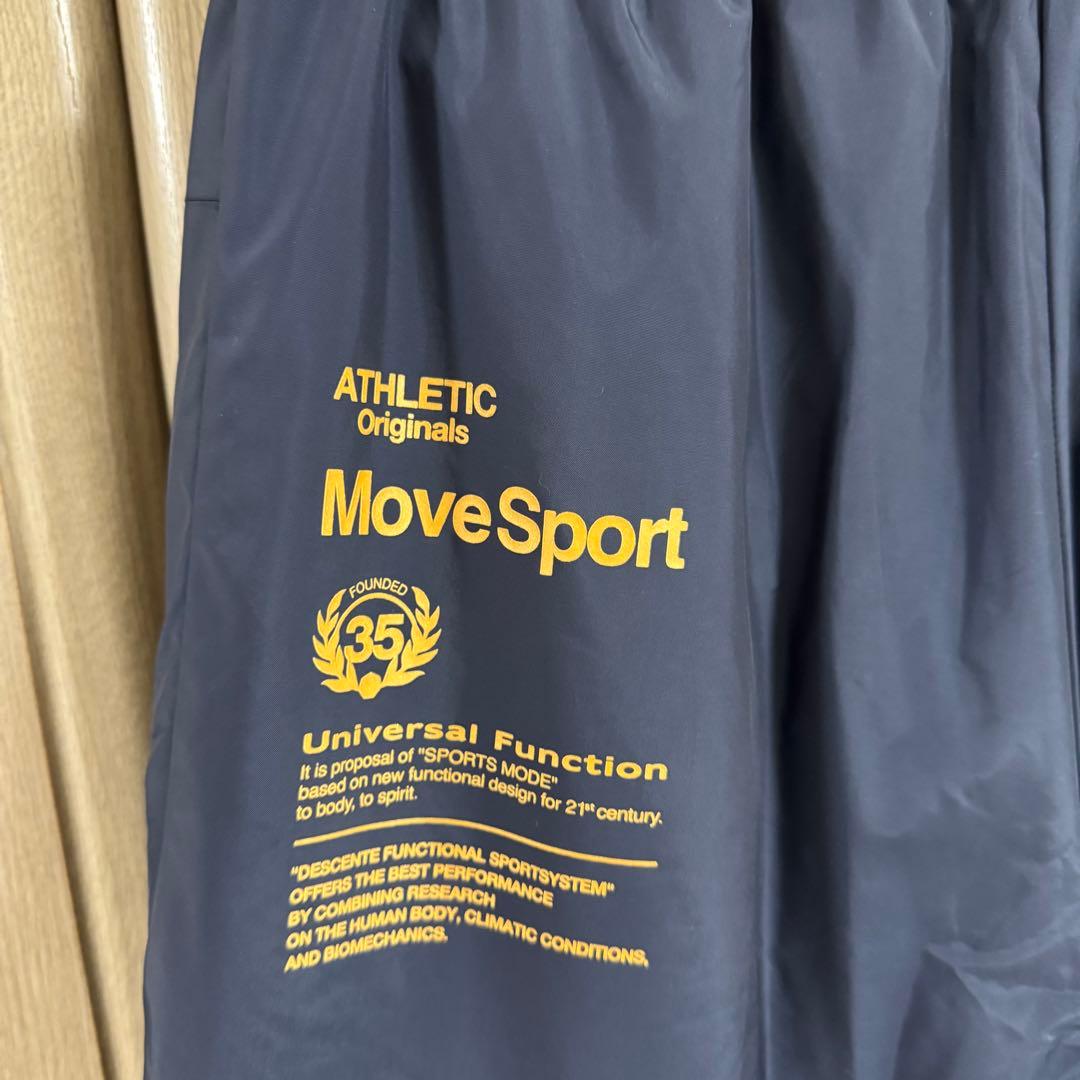 ATHLETIC
Originals
MoveSport
FOUNDED
35
Universal Function
It is proposal of "SPORTS MODE"
based on new functional design for 21st century.
to body, to spirit.
"DESCENTE FUNCTIONAL SPORTSYSTEM"
OFFERS THE BEST PERFORMANCE
BY COMBINING RESEARCH
ON THE HUMAN BODY, CLIMATIC CONDITIONS,
AND BIOMECHANICS.